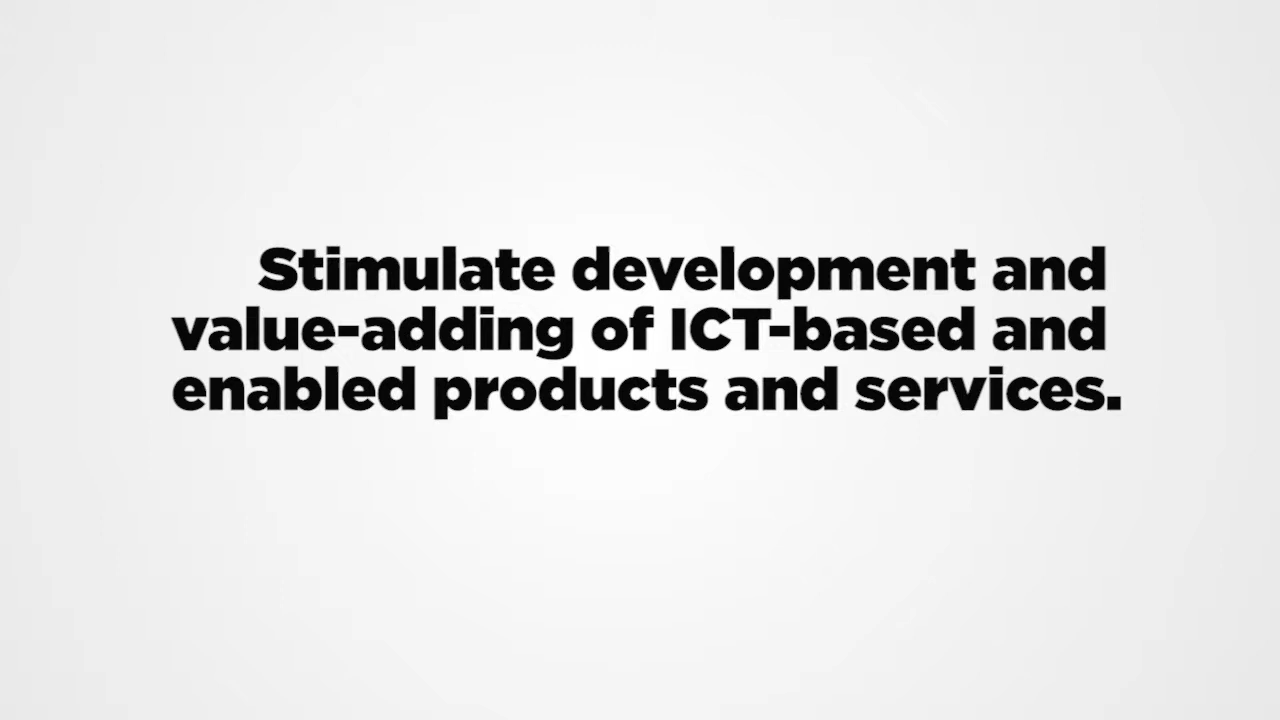 Stimulate development and
value-adding of ICT-based and
enabled products and services.